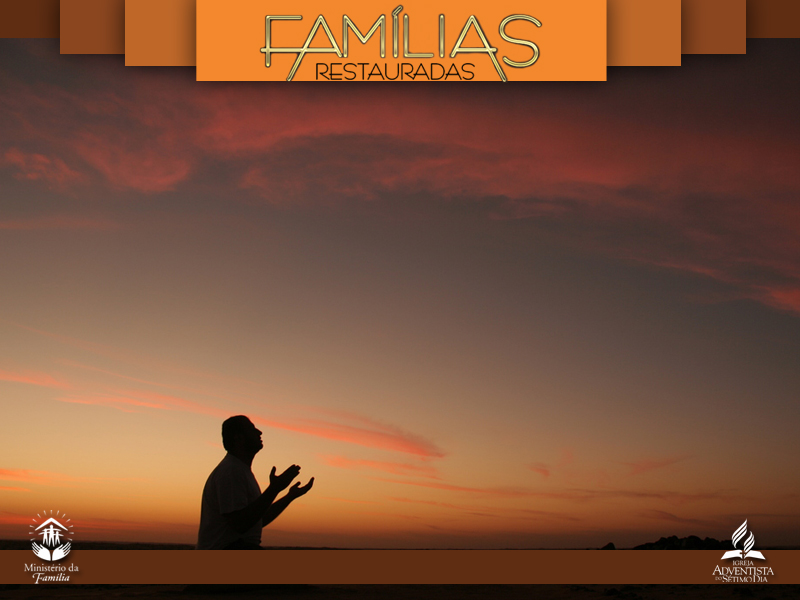 FAMÍLIAS
RESTAURADAS
Ministério da
Família
IGREJA
ADVENTISTA
DO SÉTIMO DIA